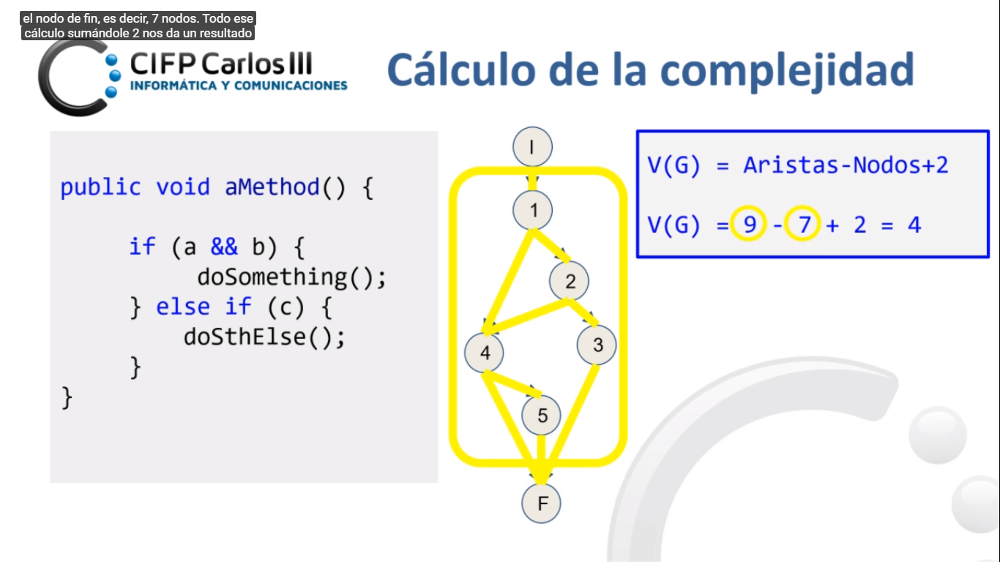 el nodo de fin, es decir, 7 nodos. Todo ese
cálculo sumándole 2 nos da un resultado
CIFP Carlos III
INFORMÁTICA Y COMUNICACIONES
Cálculo de la complejidad
public void aMethod() {
if (a && b) {
doSomething();
} else if (c) {
doSthElse();
}
}
I
1
2
3
4
5
F
V(G) = Aristas-Nodos+2
V(G) = 9 - 7 + 2 = 4